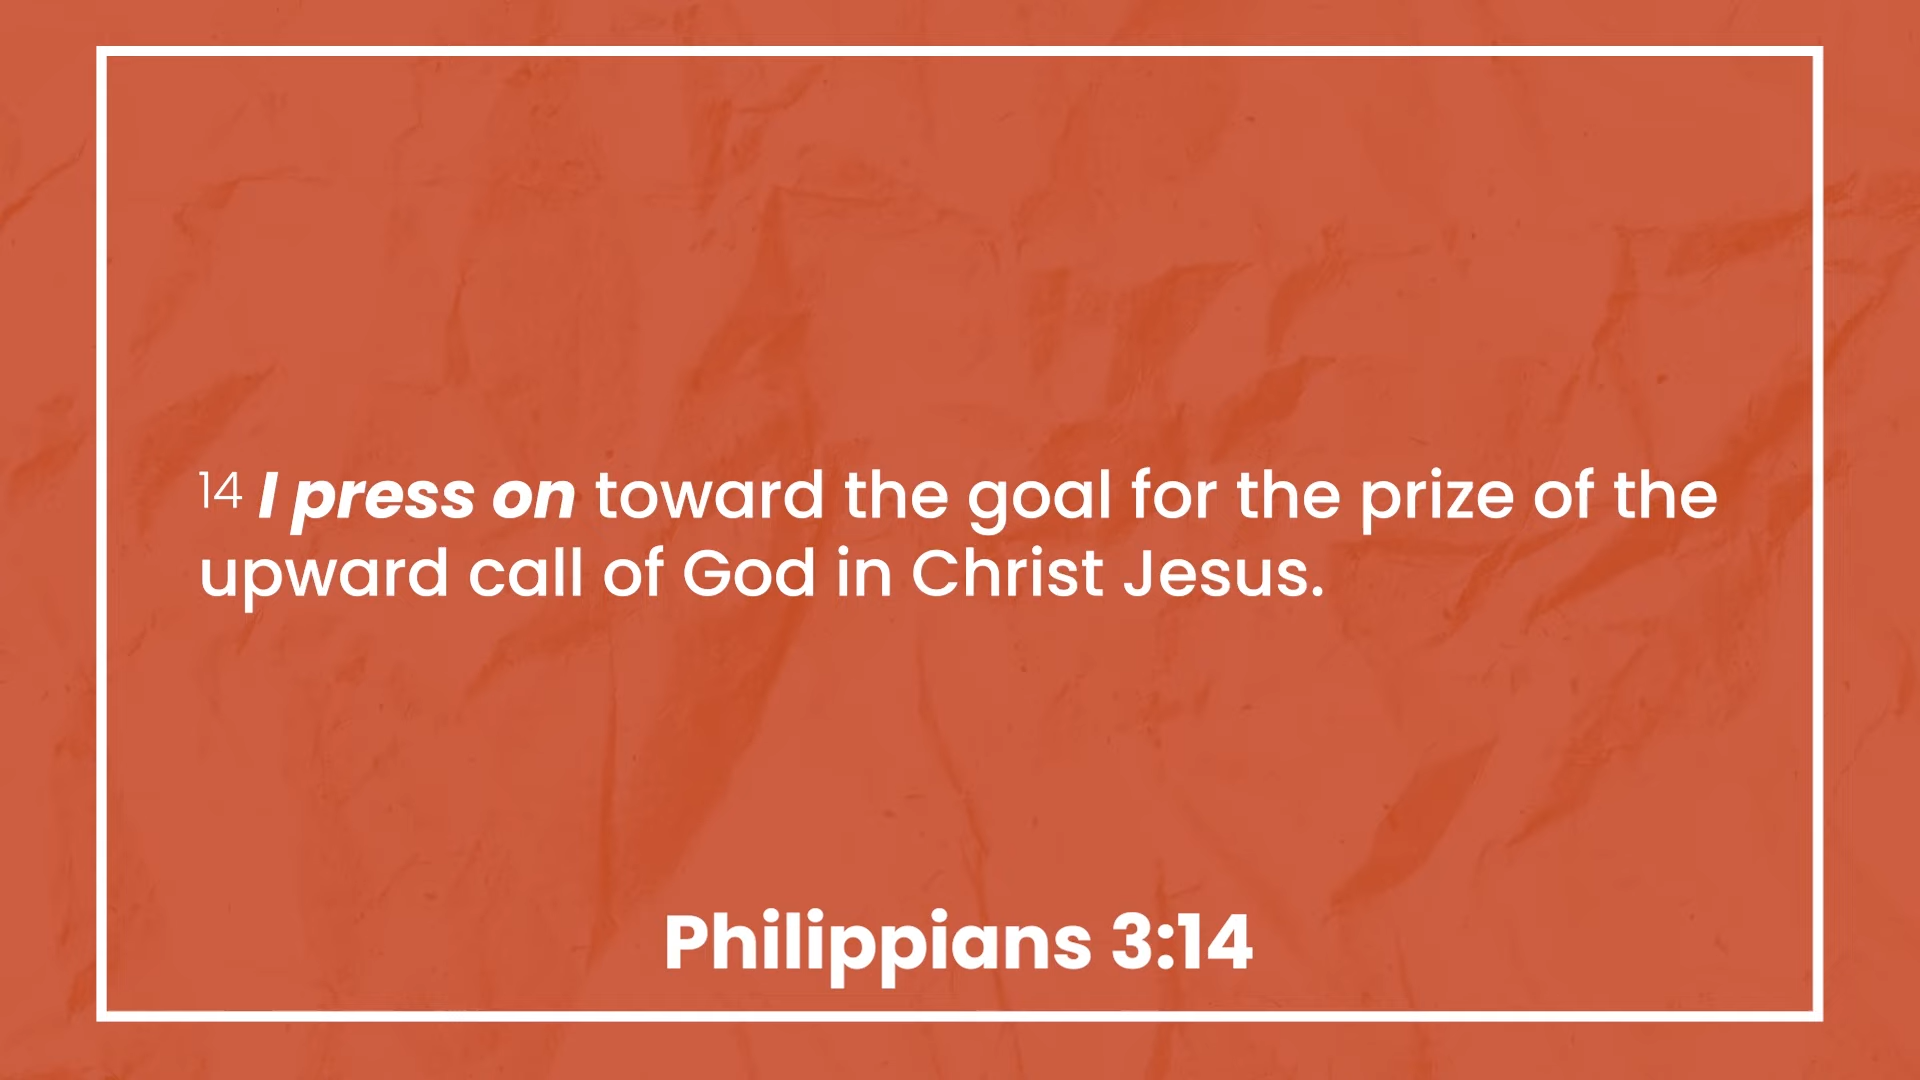 14 I press on toward the goal for the prize of the
upward call of God in Christ Jesus.
Philippians 3:14